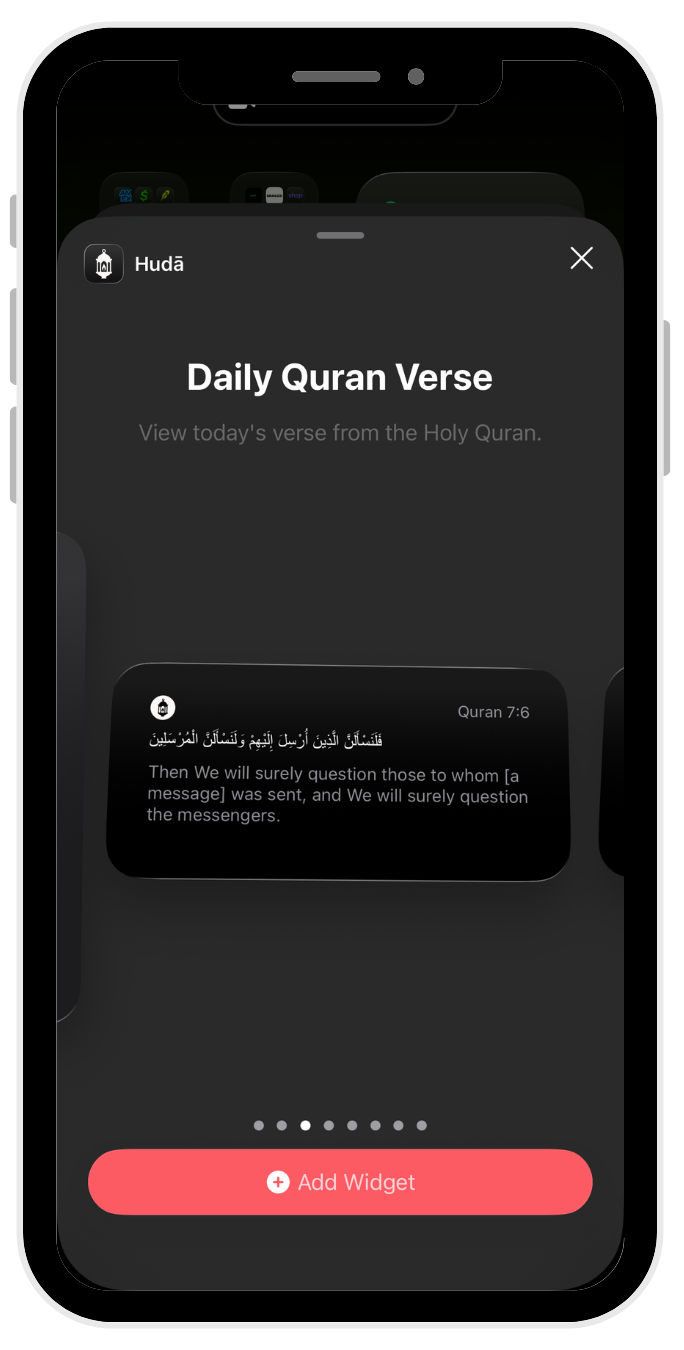 Hudā
Daily Quran Verse
View today's verse from the Holy Quran.
Quran 7:6
فَلَنَسْأَلَنَّ الَّذِينَ أُرْسِلَ إِلَيْهِمْ وَلَنَسْأَلَنَّ الْمُرْسَلِينَ
Then We will surely question those to whom [a
message] was sent, and We will surely question
the messengers.
Add Widget